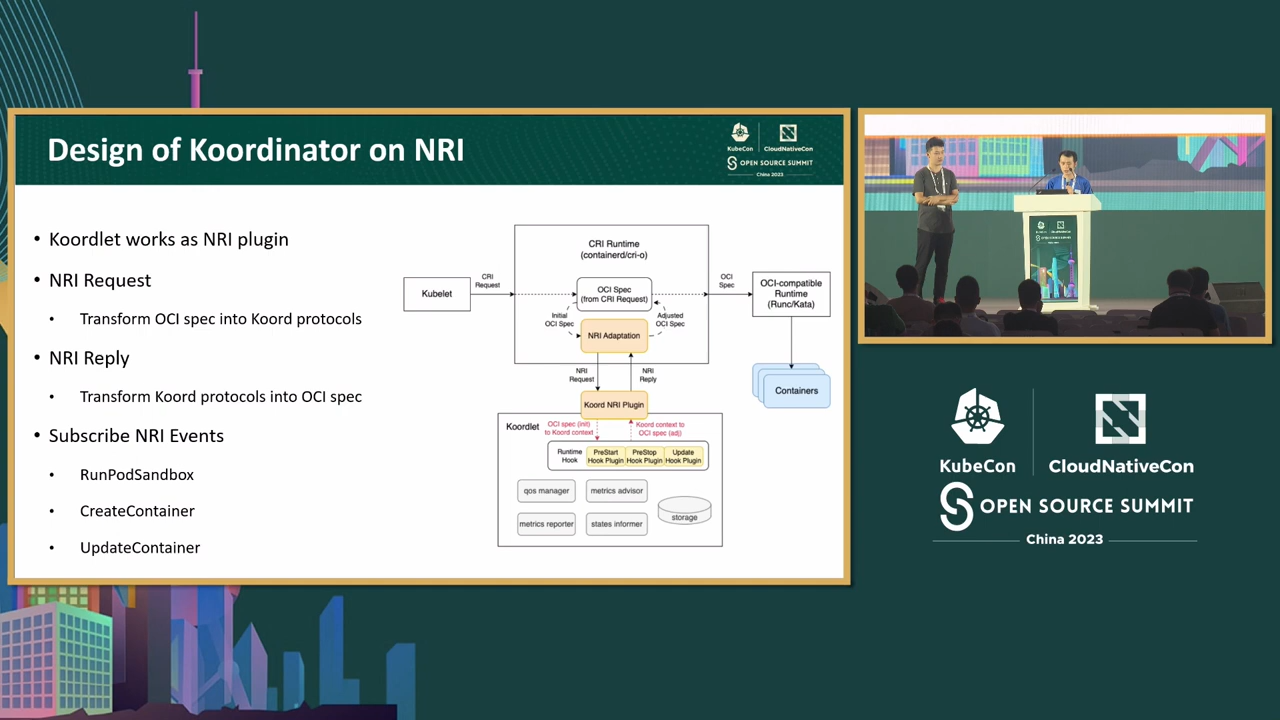 Design of Koordinator on NRI
KubeCon
CloudNativeCon
OPEN SOURCE SUMMIT
China 2023
• Koordlet works as NRI plugin
• NRI Request
• Transform OCI spec into Koord protocols
• NRI Reply
• Transform Koord protocols into OCI spec
• Subscribe NRI Events
• RunPodSandbox
• CreateContainer
• UpdateContainer
Kubelet
CRI
Request
CRI Runtime
(containerd/cri-o)
OCI Spec
(from CRI Request)
Initial
OCI Spec
Adjusted
OCI Spec
NRI Adaptation
OCI
Spec
OCI-compatible
Runtime
(Runc/Kata)
Containers
NRI
Request
NRI
Reply
Koord NRI Plugin
Koordlet
OCI spec (init)
to Koord context
Koord context to
OCI spec (adj)
Runtime
Hook
PreStart
Hook Plugin
PreStop
Hook Plugin
Update
Hook Plugin
qos manager
metrics advisor
metrics reporter
states informer
storage
KubeCon
CloudNativeCon
OPEN SOURCE SUMMIT
China 2023